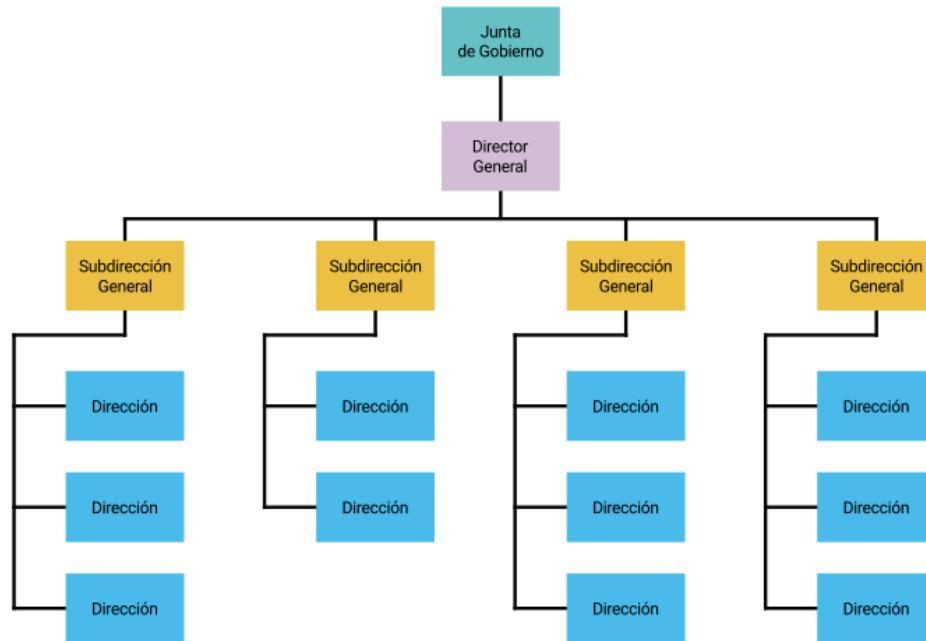 Junta
de Gobierno
Director
General
Subdirección
General
Subdirección
General
Subdirección
General
Subdirección
General
Dirección
Dirección
Dirección
Dirección
Dirección
Dirección
Dirección
Dirección
Dirección
Dirección
Dirección